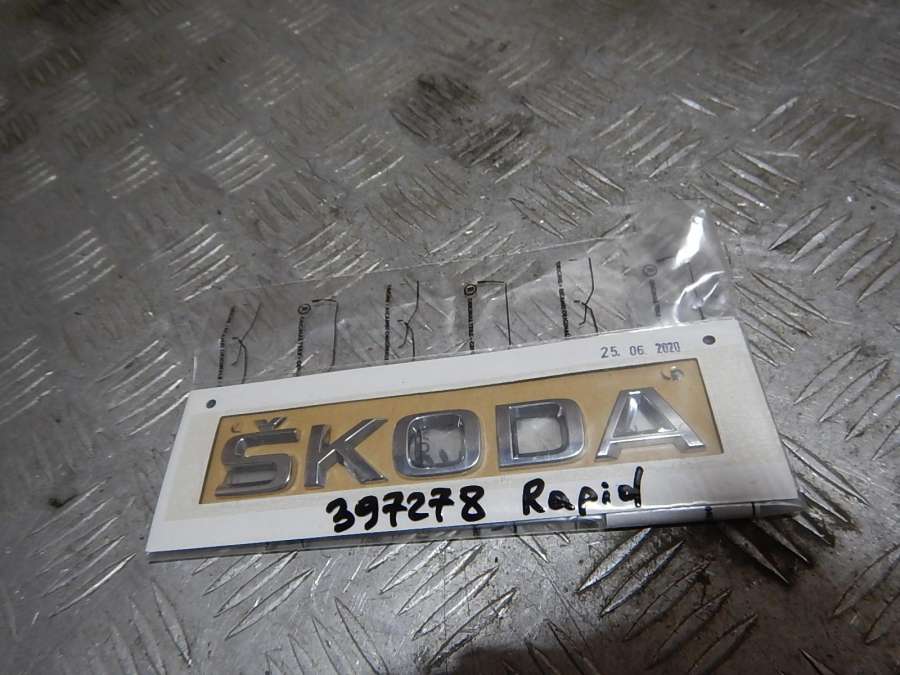 25. 06. 2020
ŠKODA
397278 Rapid